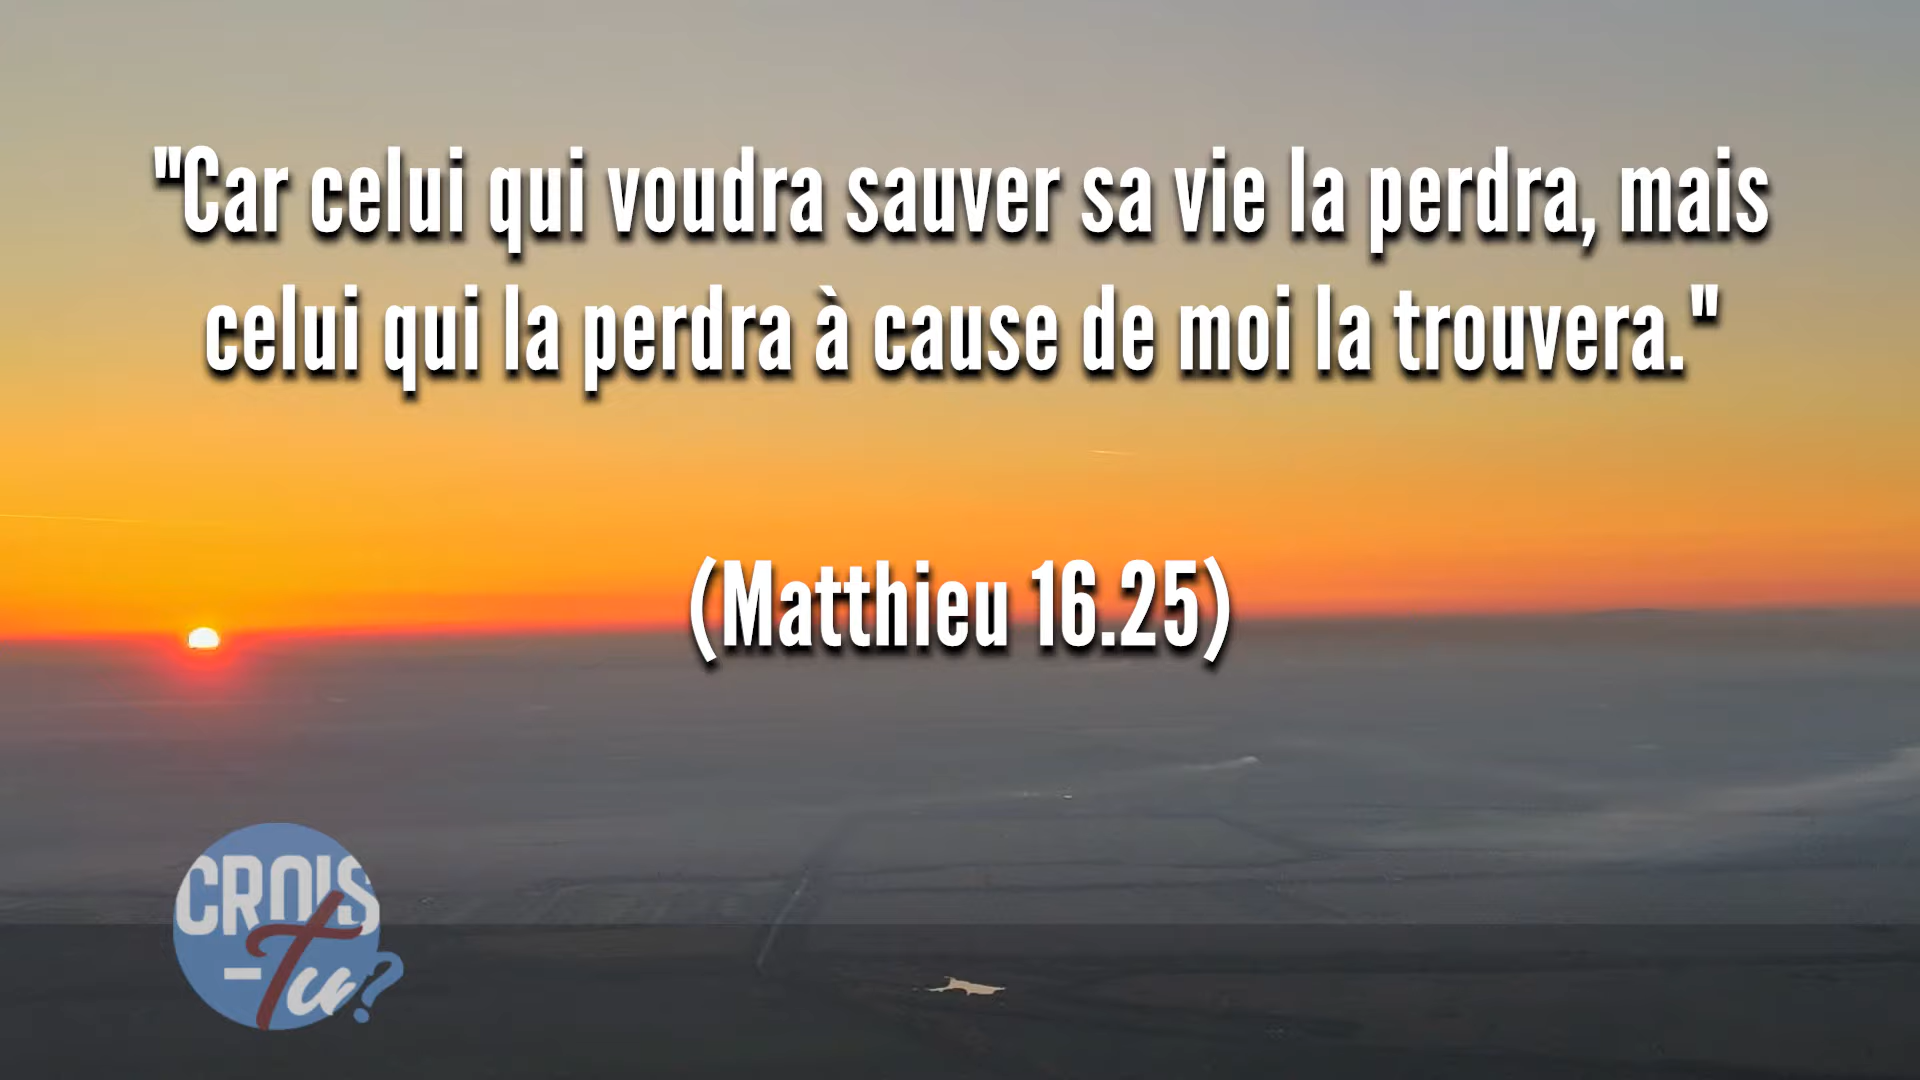 "Car celui qui voudra sauver sa vie la perdra, mais
celui qui la perdra à cause de moi la trouvera."
(Matthieu 16.25)
CROIS
-Tu?